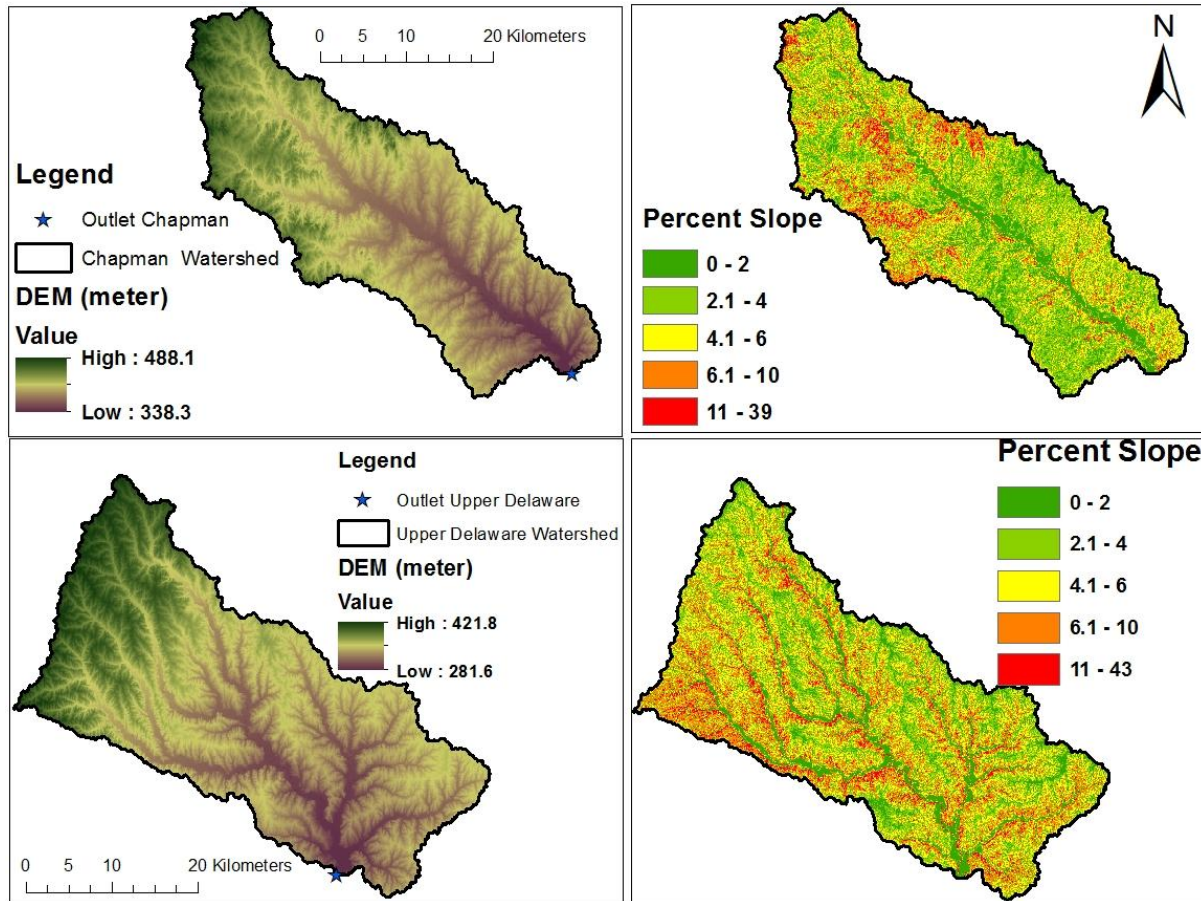 0 5 10 20 Kilometers
Legend
Outlet Chapman
Chapman Watershed
DEM (meter)
Value
High : 488.1
Low : 338.3
N
Percent Slope
0 - 2
2.1 - 4
4.1 - 6
6.1 - 10
11 - 39
Legend
Outlet Upper Delaware
Upper Delaware Watershed
DEM (meter)
Value
High : 421.8
Low : 281.6
0 5 10 20 Kilometers
Percent Slope
0 - 2
2.1 - 4
4.1 - 6
6.1 - 10
11 - 43